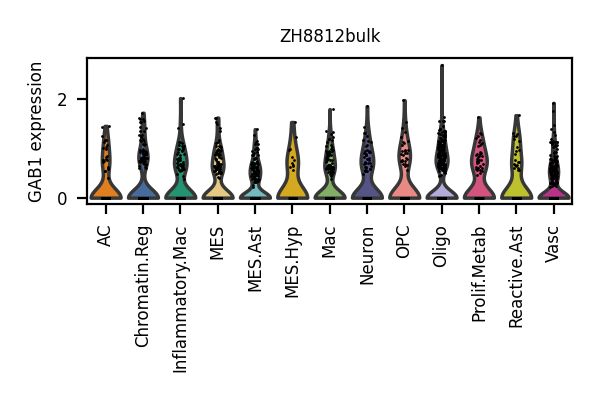 ZH8812bulk
GAB1 expression
2
0
AC
Chromatin.Reg
Inflammatory.Mac
MES
MES.Ast
MES.Hyp
Mac
Neuron
OPC
Oligo
Prolif.Metab
Reactive.Ast
Vasc